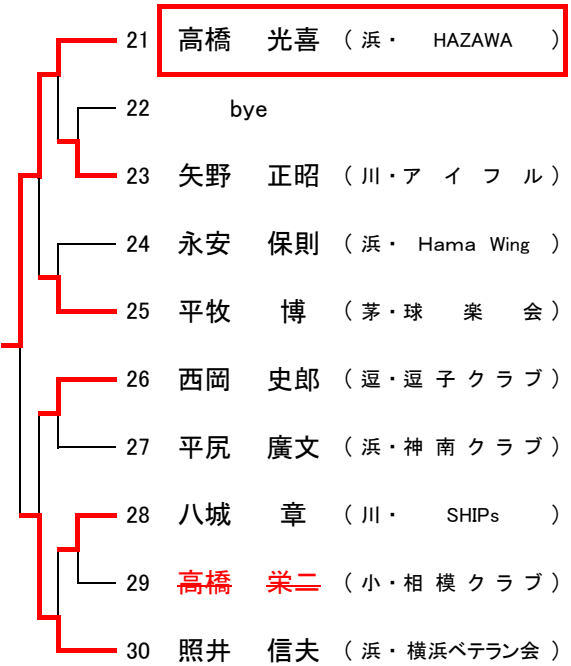 21 高橋 光喜 ( 浜・ HAZAWA )
22 bye
23 矢野 正昭 ( 川・ア イ フ ル )
24 永安 保則 ( 浜・ Hama Wing )
25 平牧 博 ( 茅・球 楽 会 )
26 西岡 史郎 ( 逗・逗 子 ク ラ ブ )
27 平尻 廣文 ( 浜・神 南 ク ラ ブ )
28 八城 章 ( 川・ SHIPs )
29 高橋 栄二 ( 小・相 模 ク ラ ブ )
30 照井 信夫 ( 浜・横浜ベテラン会 )